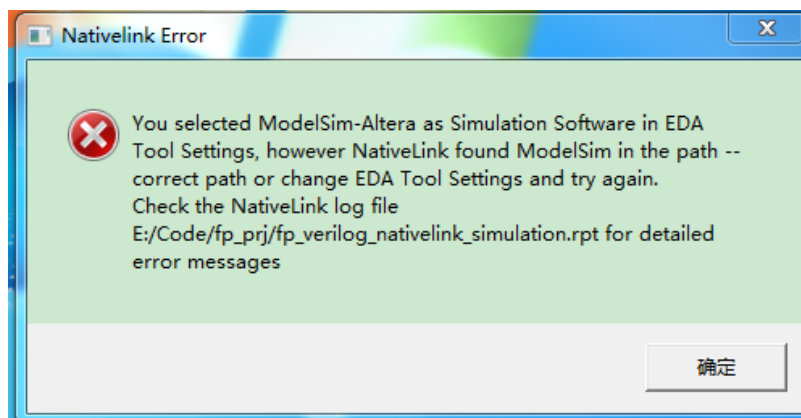 Nativelink Error
You selected ModelSim-Altera as Simulation Software in EDA
Tool Settings, however NativeLink found ModelSim in the path --
correct path or change EDA Tool Settings and try again.
Check the NativeLink log file
E:/Code/fp_prj/fp_verilog_nativelink_simulation.rpt for detailed
error messages
确定